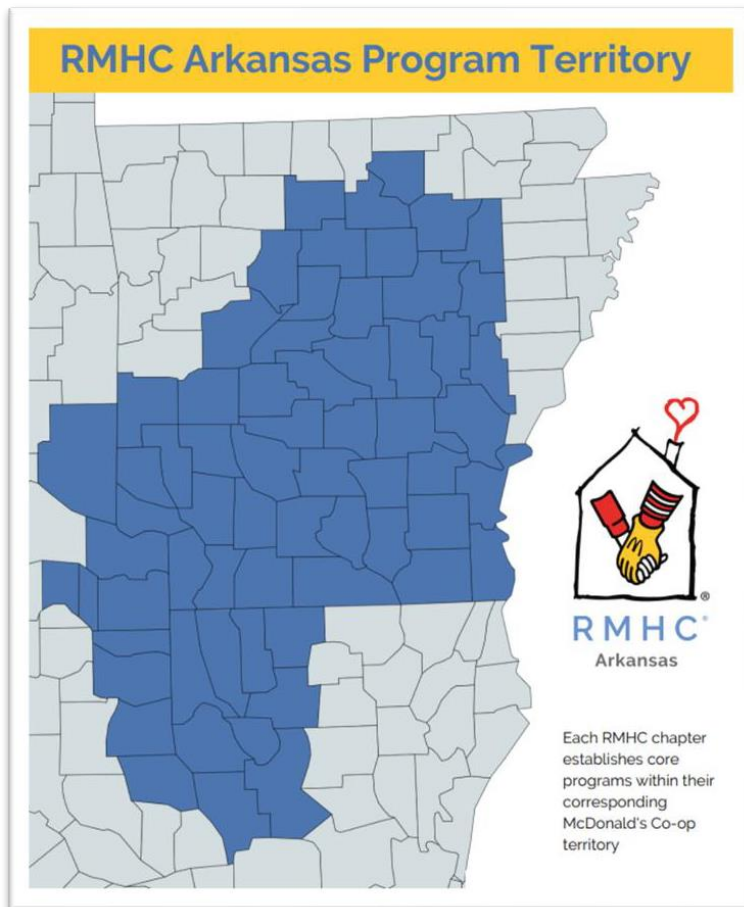 RMHC Arkansas Program Territory
®
RMHC®
Arkansas
Each RMHC chapter
establishes core
programs within their
corresponding
McDonald's Co-op
territory